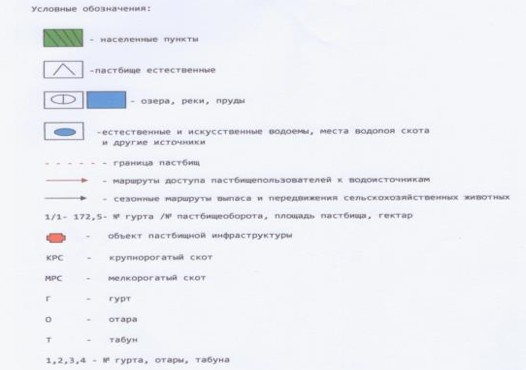 Условные обозначения:
- населенные пункты
-пастбище естественные
- озера, реки, пруды
-естественные и искусственные водоемы, места водопоя скота
и другие источники
- граница пастбищ
- маршруты доступа пастбищепользователей к водоисточникам
- сезонные маршруты выпаса и передвижения сельскохозяйственных животных
1/1- 172,5- № гурта /№ пастбищеоборота, площадь пастбища, гектар
- объект пастбищной инфраструктуры
КРС - крупнорогатый скот
МРС - мелкорогатый скот
Г - гурт
О - отара
Т - табун
1,2,3,4 - № гурта, отары, табуна